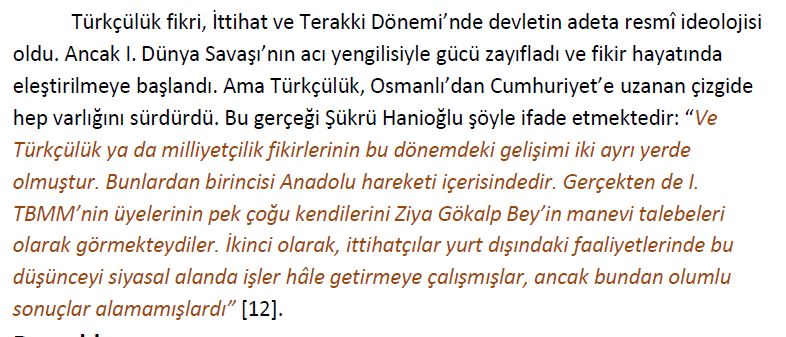 Türkçülük fikri, İttihat ve Terakki Dönemi’nde devletin adeta resmî ideolojisi
oldu. Ancak I. Dünya Savaşı’nın acı yengilisiyle gücü zayıfladı ve fikir hayatında
eleştirilmeye başlandı. Ama Türkçülük, Osmanlı’dan Cumhuriyet’e uzanan çizgide
hep varlığını sürdürdü. Bu gerçeği Şükrü Hanioğlu şöyle ifade etmektedir: “Ve
Türkçülük ya da milliyetçilik fikirlerinin bu dönemdeki gelişimi iki ayrı yerde
olmuştur. Bunlardan birincisi Anadolu hareketi içerisindedir. Gerçekten de I.
TBMM’nin üyelerinin pek çoğu kendilerini Ziya Gökalp Bey’in manevi talebeleri
olarak görmekteydiler. İkinci olarak, ittihatçılar yurt dışındaki faaliyetlerinde bu
düşünceyi siyasal alanda işler hâle getirmeye çalışmışlar, ancak bundan olumlu
sonuçlar alamamışlardı” [12].